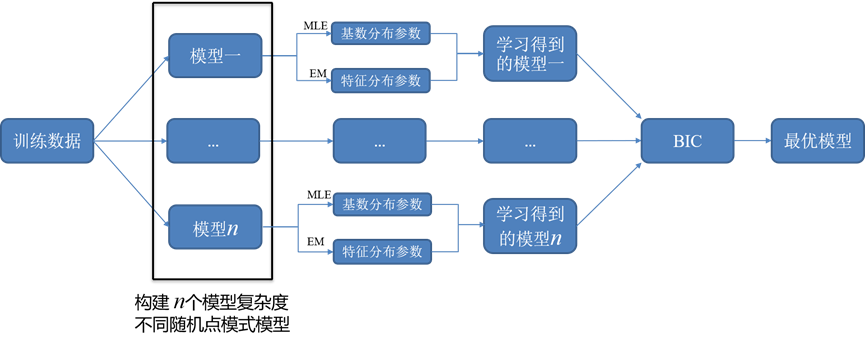 训练数据
模型一
MLE
基数分布参数
EM
特征分布参数
学习得到
的模型一
...
...
...
模型n
MLE
基数分布参数
EM
特征分布参数
学习得到
的模型n
BIC
最优模型
构建 n个模型复杂度
不同随机点模式模型